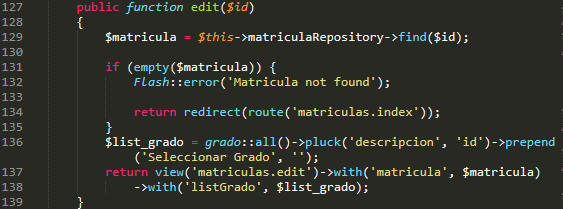 127 public function edit($id)
128 {
129 $matricula = $this->matriculaRepository->find($id);
130
131 if (empty($matricula)) {
132 Flash::error('Matricula not found');
133
134 return redirect(route('matriculas.index'));
135 }
136 $list_grado = grado::all()->pluck('descripcion', 'id')->prepend
('Seleccionar Grado', '');
137 return view('matriculas.edit')->with('matricula', $matricula)
138 ->with('listGrado', $list_grado);
139 }